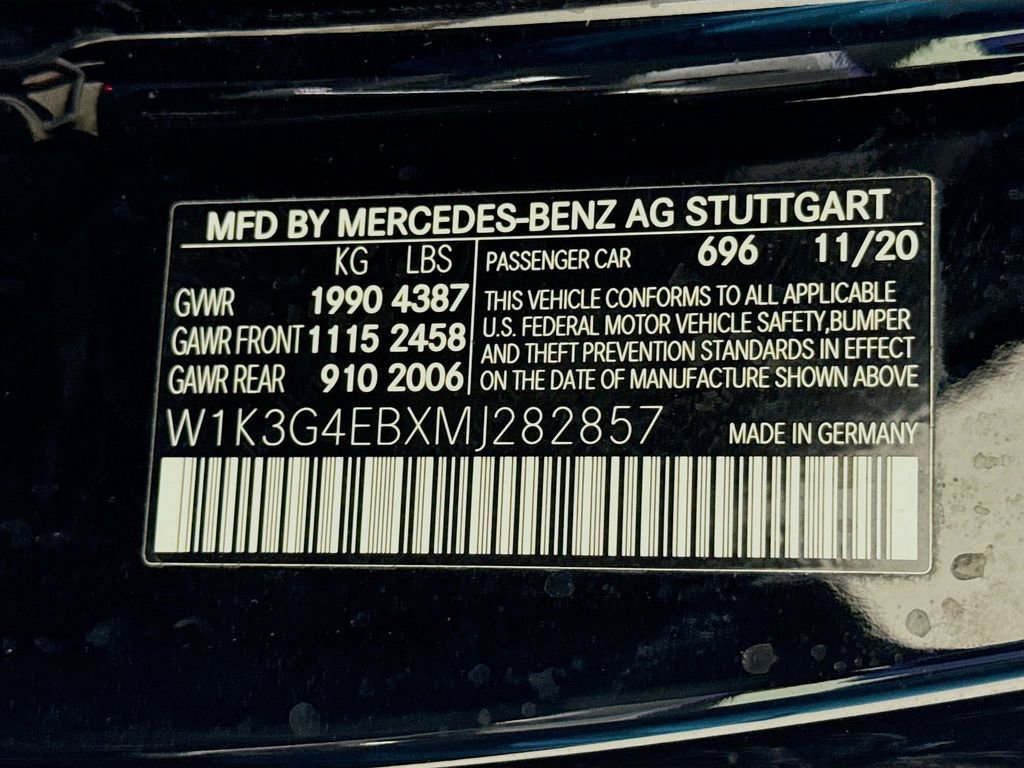 MFD BY MERCEDES-BENZ AG STUTTGART
KG LBS
GVWR 1990 4387
GAWR FRONT 1115 2458
GAWR REAR 910 2006
PASSENGER CAR 696 11/20
THIS VEHICLE CONFORMS TO ALL APPLICABLE
U.S. FEDERAL MOTOR VEHICLE SAFETY,BUMPER
AND THEFT PREVENTION STANDARDS IN EFFECT
ON THE DATE OF MANUFACTURE SHOWN ABOVE
W1K3G4EBXMJ282857
MADE IN GERMANY